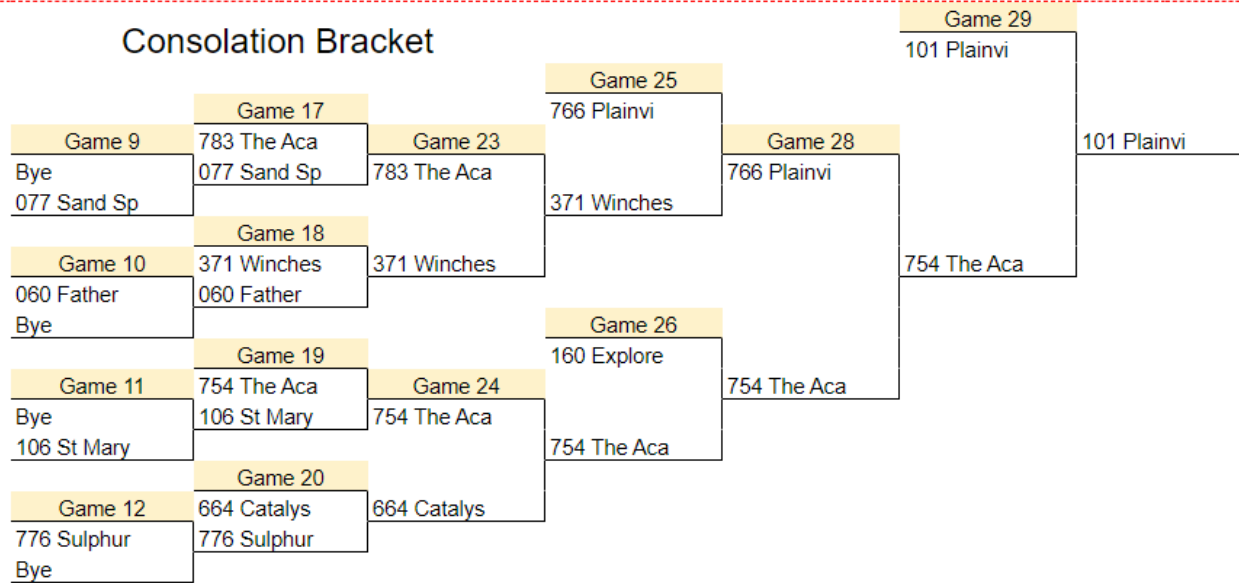 Game 29
Consolation Bracket
101 Plainvi
Game 25
Game 17
766 Plainvi
Game 9
783 The Aca
Game 23
Game 28
101 Plainvi
Bye
077 Sand Sp
783 The Aca
766 Plainvi
077 Sand Sp
371 Winches
Game 18
Game 10
371 Winches
371 Winches
754 The Aca
060 Father
060 Father
Bye
Game 26
Game 19
160 Explore
Game 11
754 The Aca
Game 24
754 The Aca
Bye
106 St Mary
754 The Aca
106 St Mary
754 The Aca
Game 20
Game 12
664 Catalys
664 Catalys
776 Sulphur
776 Sulphur
Bye